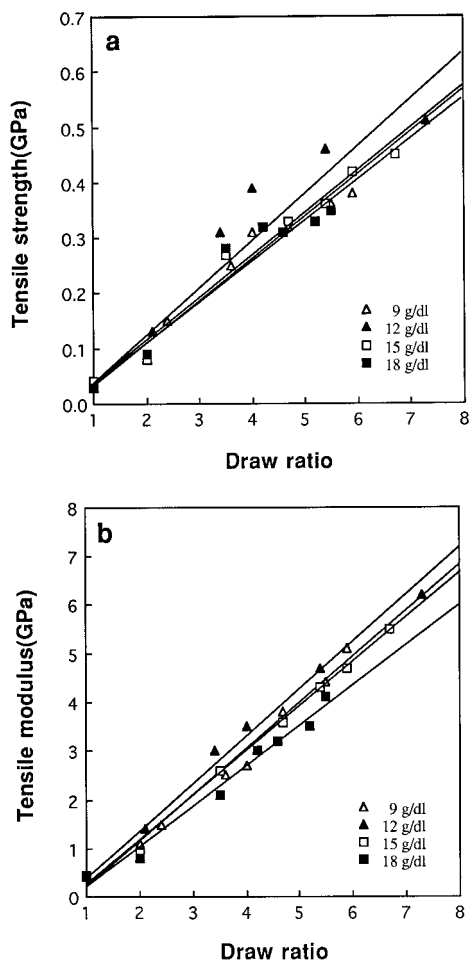 a
Tensile strength(GPa)
0.7
0.6
0.5
0.4
0.3
0.2
0.1
0.0
9 g/dl
12 g/dl
15 g/dl
18 g/dl
1 2 3 4 5 6 7 8
Draw ratio
b
Tensile modulus(GPa)
8
7
6
5
4
3
2
1
0
9 g/dl
12 g/dl
15 g/dl
18 g/dl
1 2 3 4 5 6 7 8
Draw ratio